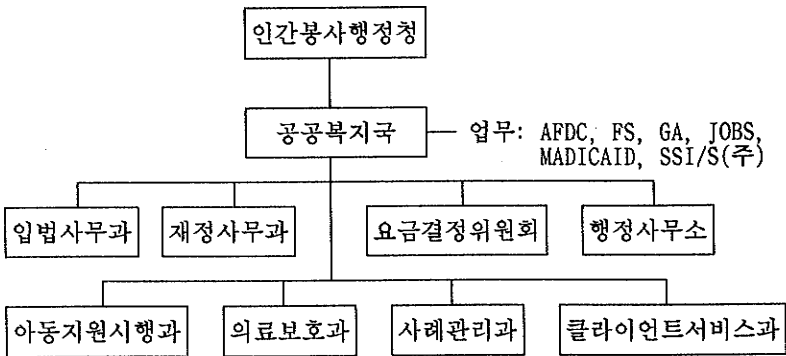 인간봉사행정청
공공복지국
업무: AFDC, FS, GA, JOBS,
MADICAID, SSI/S(주)
입법사무과
재정사무과
요금결정위원회
행정사무소
아동지원시행과
의료보호과
사례관리과
클라이언트서비스과